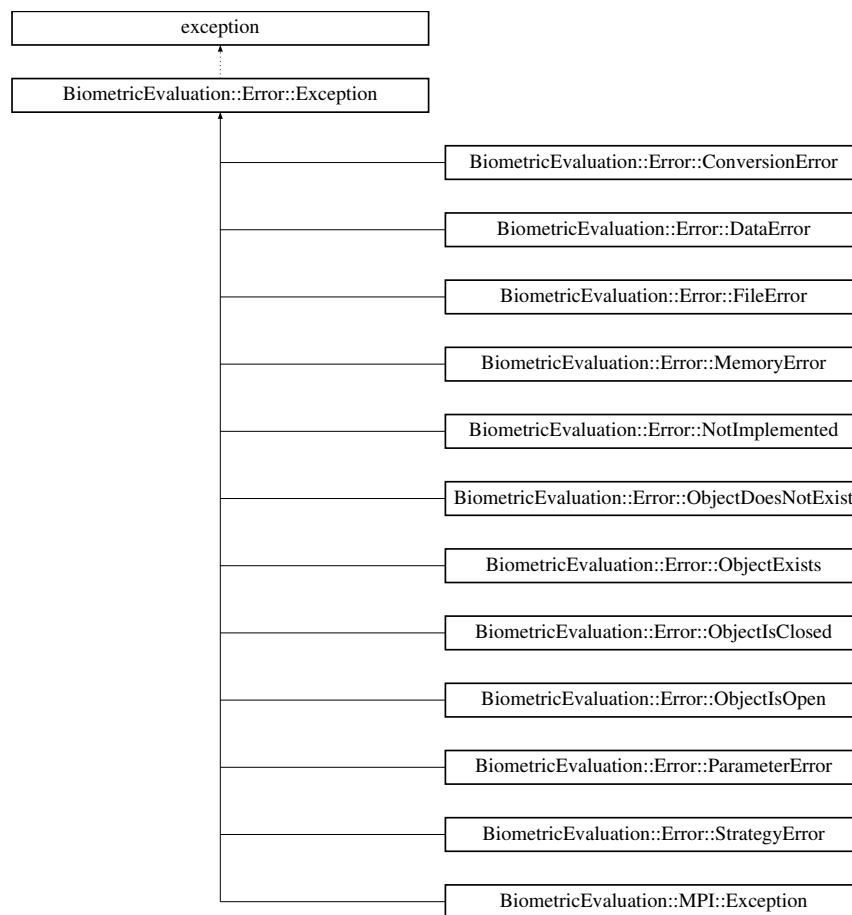 exception
BiometricEvaluation::Error::Exception
BiometricEvaluation::Error::ConversionError
BiometricEvaluation::Error::DataError
BiometricEvaluation::Error::FileError
BiometricEvaluation::Error::MemoryError
BiometricEvaluation::Error::NotImplemented
BiometricEvaluation::Error::ObjectDoesNotExist
BiometricEvaluation::Error::ObjectExists
BiometricEvaluation::Error::ObjectIsClosed
BiometricEvaluation::Error::ObjectIsOpen
BiometricEvaluation::Error::ParameterError
BiometricEvaluation::Error::StrategyError
BiometricEvaluation::MPI::Exception